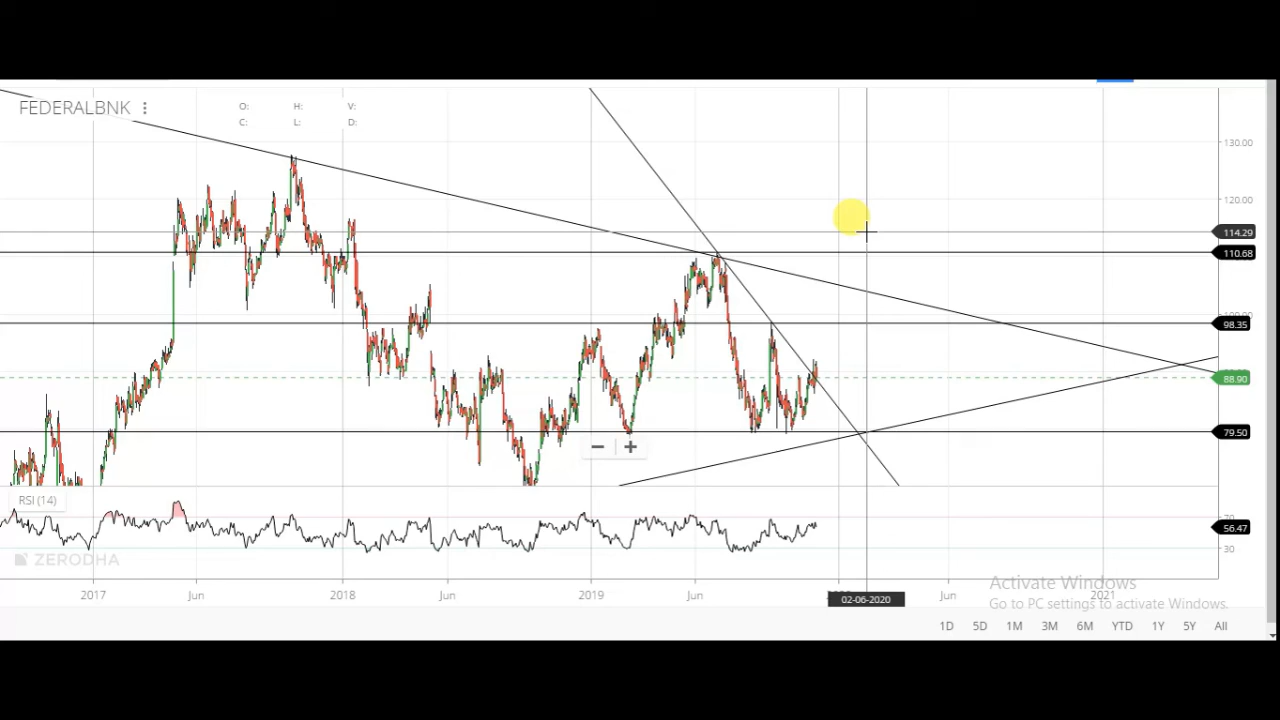 FEDERALBNK
O: H: V:
C: L: D:
130.00
120.00
114.29
110.68
98.35
88.90
79.50
RSI (14)
70
56.47
30
ZERODHA
2017 Jun 2018 Jun 2019 Jun Jun 2021
02-06-2020
Activate Windows
Go to PC settings to activate Windows.
1D 5D 1M 3M 6M YTD 1Y 5Y All